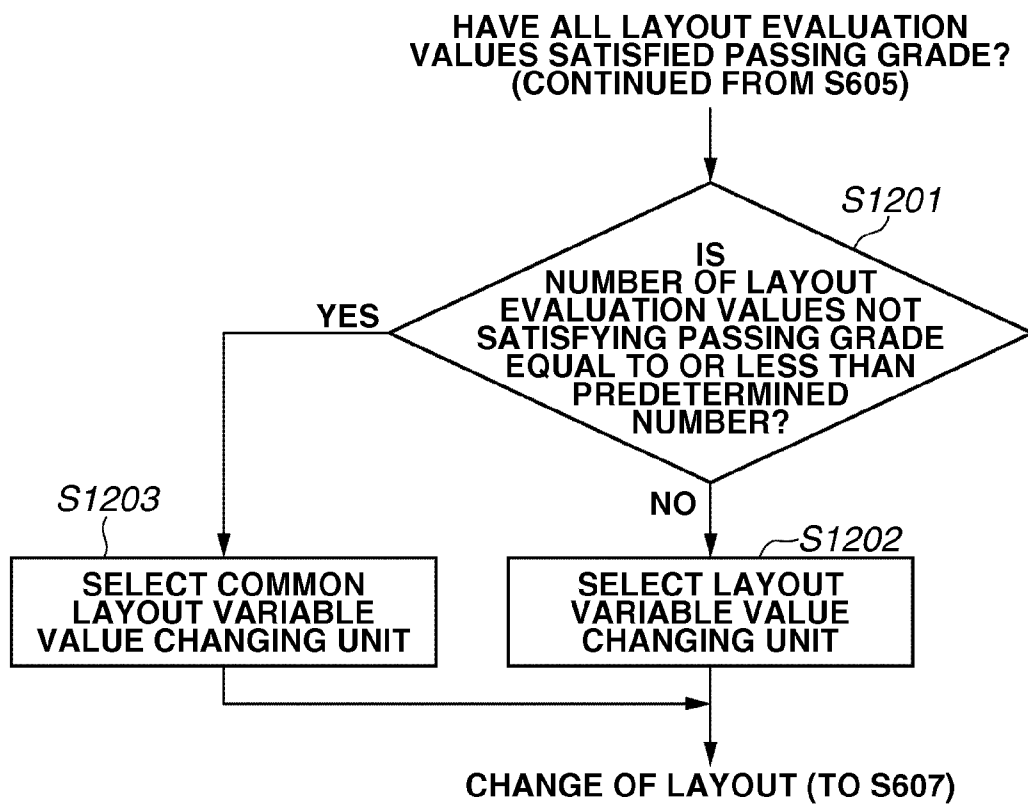 HAVE ALL LAYOUT EVALUATION
VALUES SATISFIED PASSING GRADE?
(CONTINUED FROM S605)
S1201
IS
NUMBER OF LAYOUT
EVALUATION VALUES NOT
SATISFYING PASSING GRADE
EQUAL TO OR LESS THAN
PREDETERMINED
NUMBER?
YES
NO
S1203
SELECT COMMON
LAYOUT VARIABLE
VALUE CHANGING UNIT
S1202
SELECT LAYOUT
VARIABLE VALUE
CHANGING UNIT
CHANGE OF LAYOUT (TO S607)